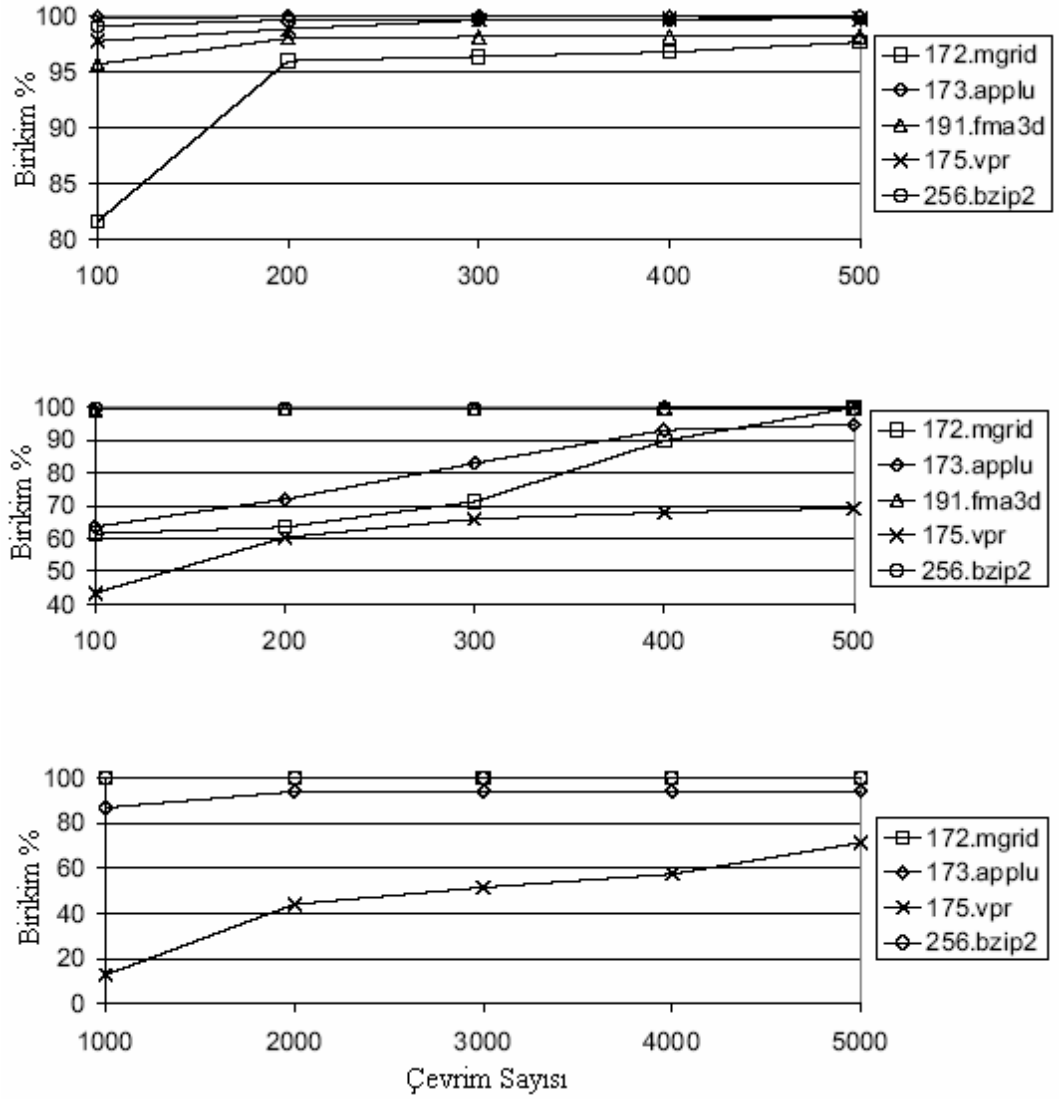 100
95
90
85
80
Birikim %
100
200
300
400
500
172.mgrid
173.applu
191.fma3d
175.vpr
256.bzip2
100
90
80
70
60
50
40
Birikim %
100
200
300
400
500
172.mgrid
173.applu
191.fma3d
175.vpr
256.bzip2
100
80
60
40
20
0
Birikim %
1000
2000
3000
4000
5000
Çevrim Sayısı
172.mgrid
173.applu
175.vpr
256.bzip2